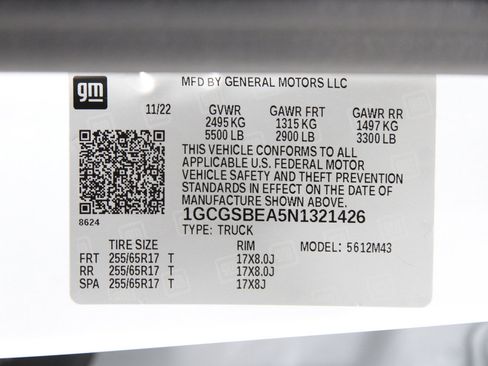 gm
MFD BY GENERAL MOTORS LLC
11/22 GVWR GAWR FRT GAWR RR
2495 KG 1315 KG 1497 KG
5500 LB 2900 LB 3300 LB
THIS VEHICLE CONFORMS TO ALL
APPLICABLE U.S. FEDERAL MOTOR
VEHICLE SAFETY AND THEFT PREVENTION
STANDARDS IN EFFECT ON THE DATE OF
MANUFACTURE SHOWN ABOVE.
8624 1GCGSBEA5N1321426
TYPE: TRUCK
TIRE SIZE RIM MODEL: 5612M43
FRT 255/65R17 T 17X8.0J
RR 255/65R17 T 17X8.0J
SPA 255/65R17 T 17X8J